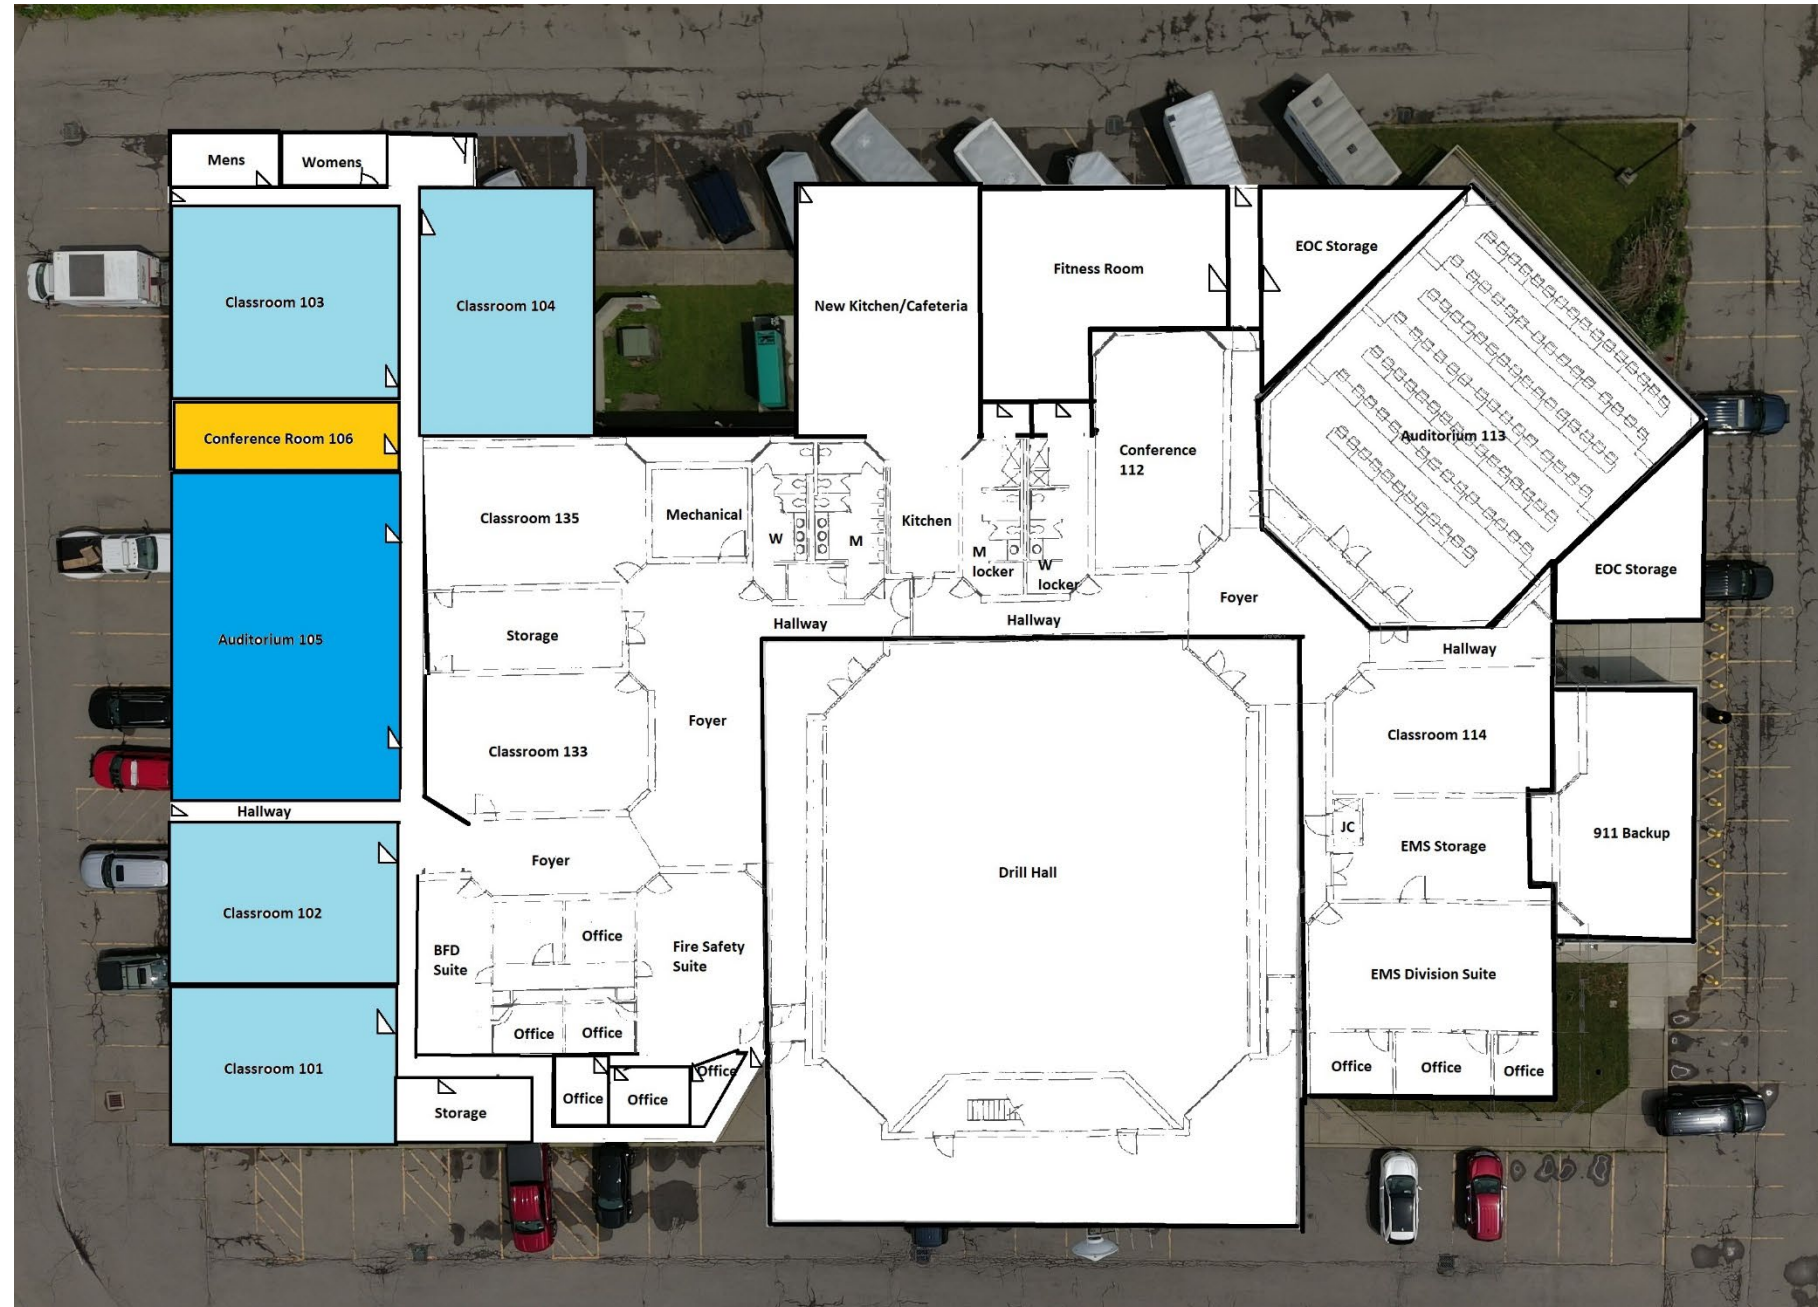 Mens
Womens
Classroom 103
Classroom 104
EOC Storage
Fitness Room
New Kitchen/Cafeteria
Conference Room 106
Auditorium 113
Conference
112
Classroom 135
Mechanical
Kitchen
W
M
M
locker
W
locker
EOC Storage
Foyer
Hallway
Hallway
Storage
Auditorium 105
Hallway
Foyer
Classroom 133
Classroom 114
Hallway
JC
911 Backup
EMS Storage
Foyer
Drill Hall
Classroom 102
Office
BFD
Suite
Fire Safety
Suite
EMS Division Suite
Office
Office
Classroom 101
Office
Office
Office
Office
Office
Office
Storage